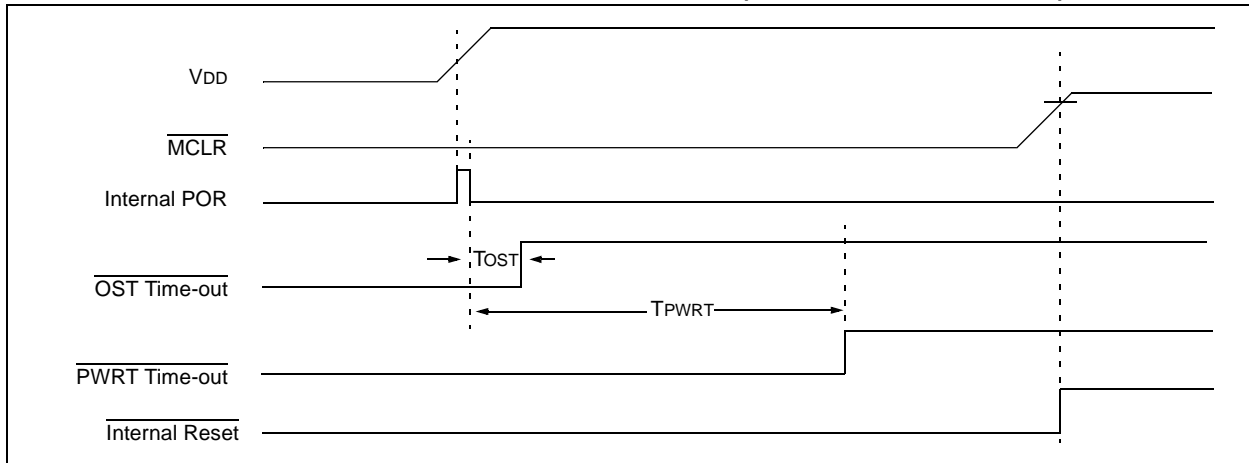 VDD
MCLR
Internal POR
TOST
OST Time-out
TPWRT
PWRT Time-out
Internal Reset